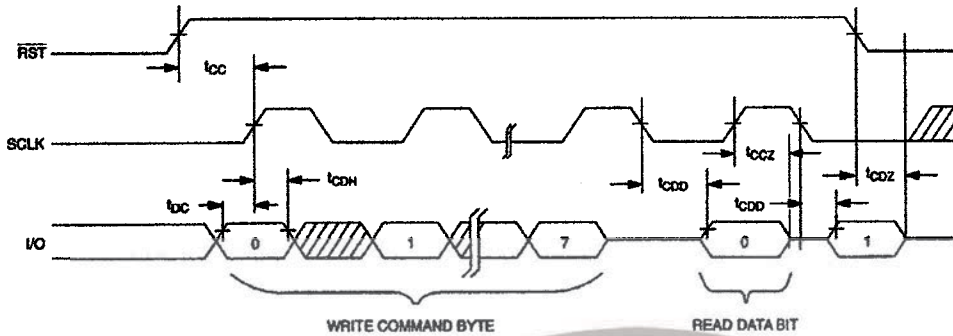 RST
tCC
SCLK
tCCZ
tCDH
tCDD
tCDZ
tDC
tCDD
I/O
0
1
7
0
1
WRITE COMMAND BYTE
READ DATA BIT